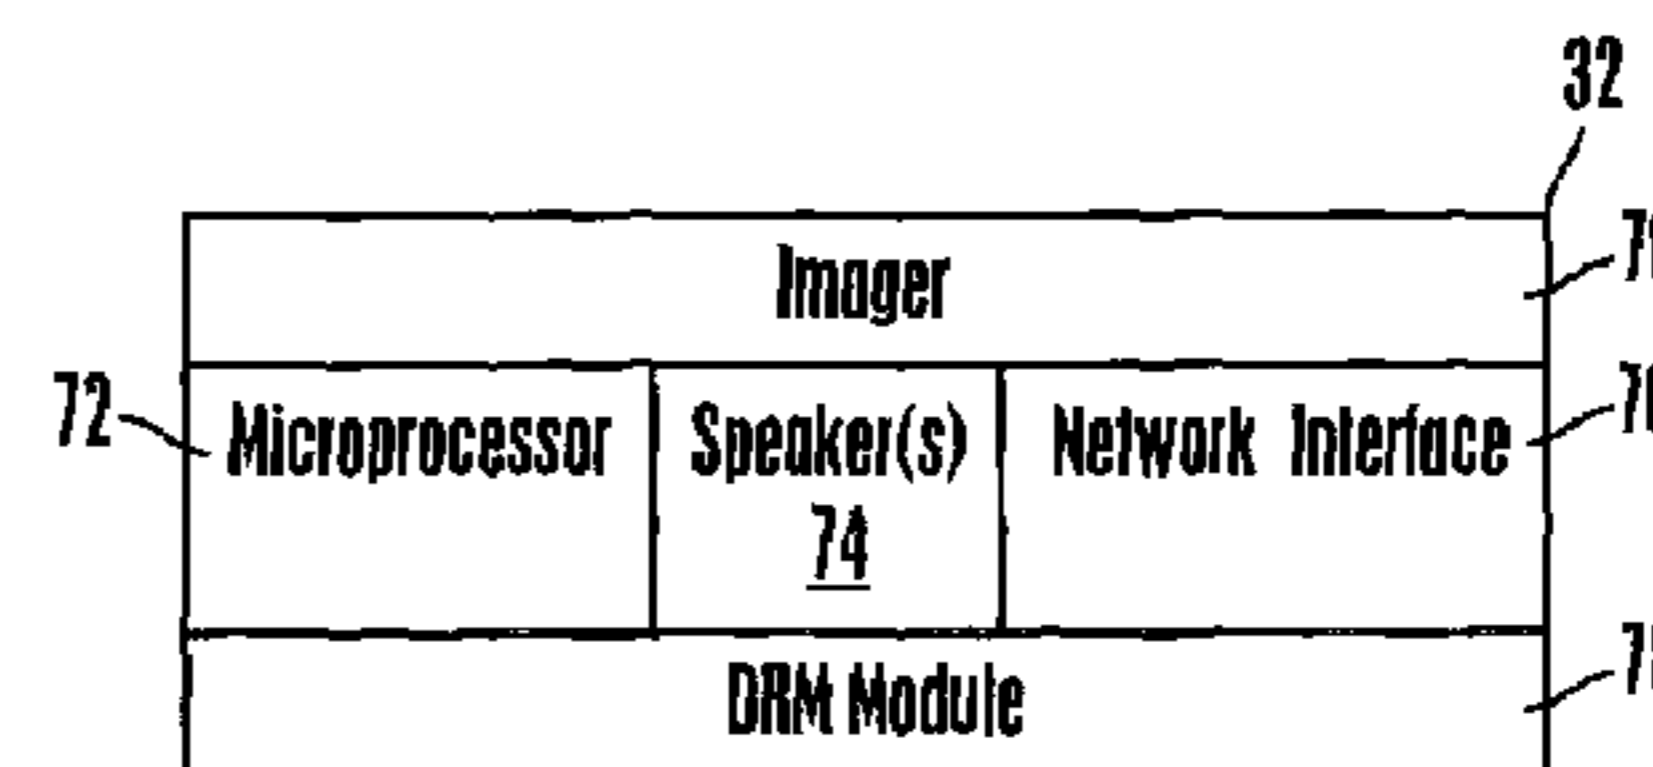 32
Imager
72 Microprocessor Speaker(s) Network Interface
74
DRM Module